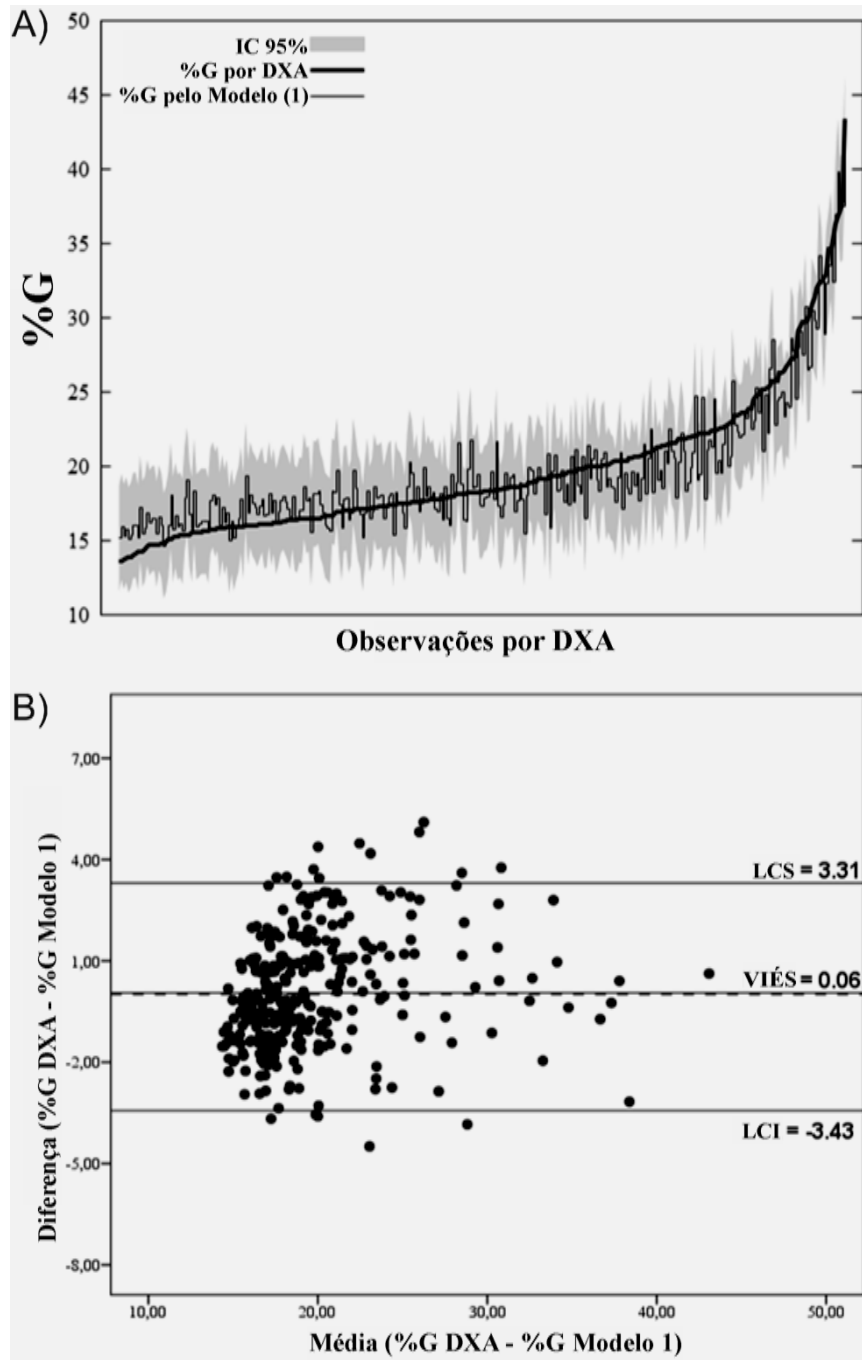 A)
50
45
40
35
30
25
20
15
10
%G
IC 95%
%G por DXA
%G pelo Modelo (1)
Observações por DXA
B)
7,00
4,00
1,00
-2,00
-5,00
-8,00
Diferença (%G DXA - %G Modelo 1)
LCS = 3.31
VIÉS = 0.06
LCI = -3.43
10,00 20,00 30,00 40,00 50,00
Média (%G DXA - %G Modelo 1)